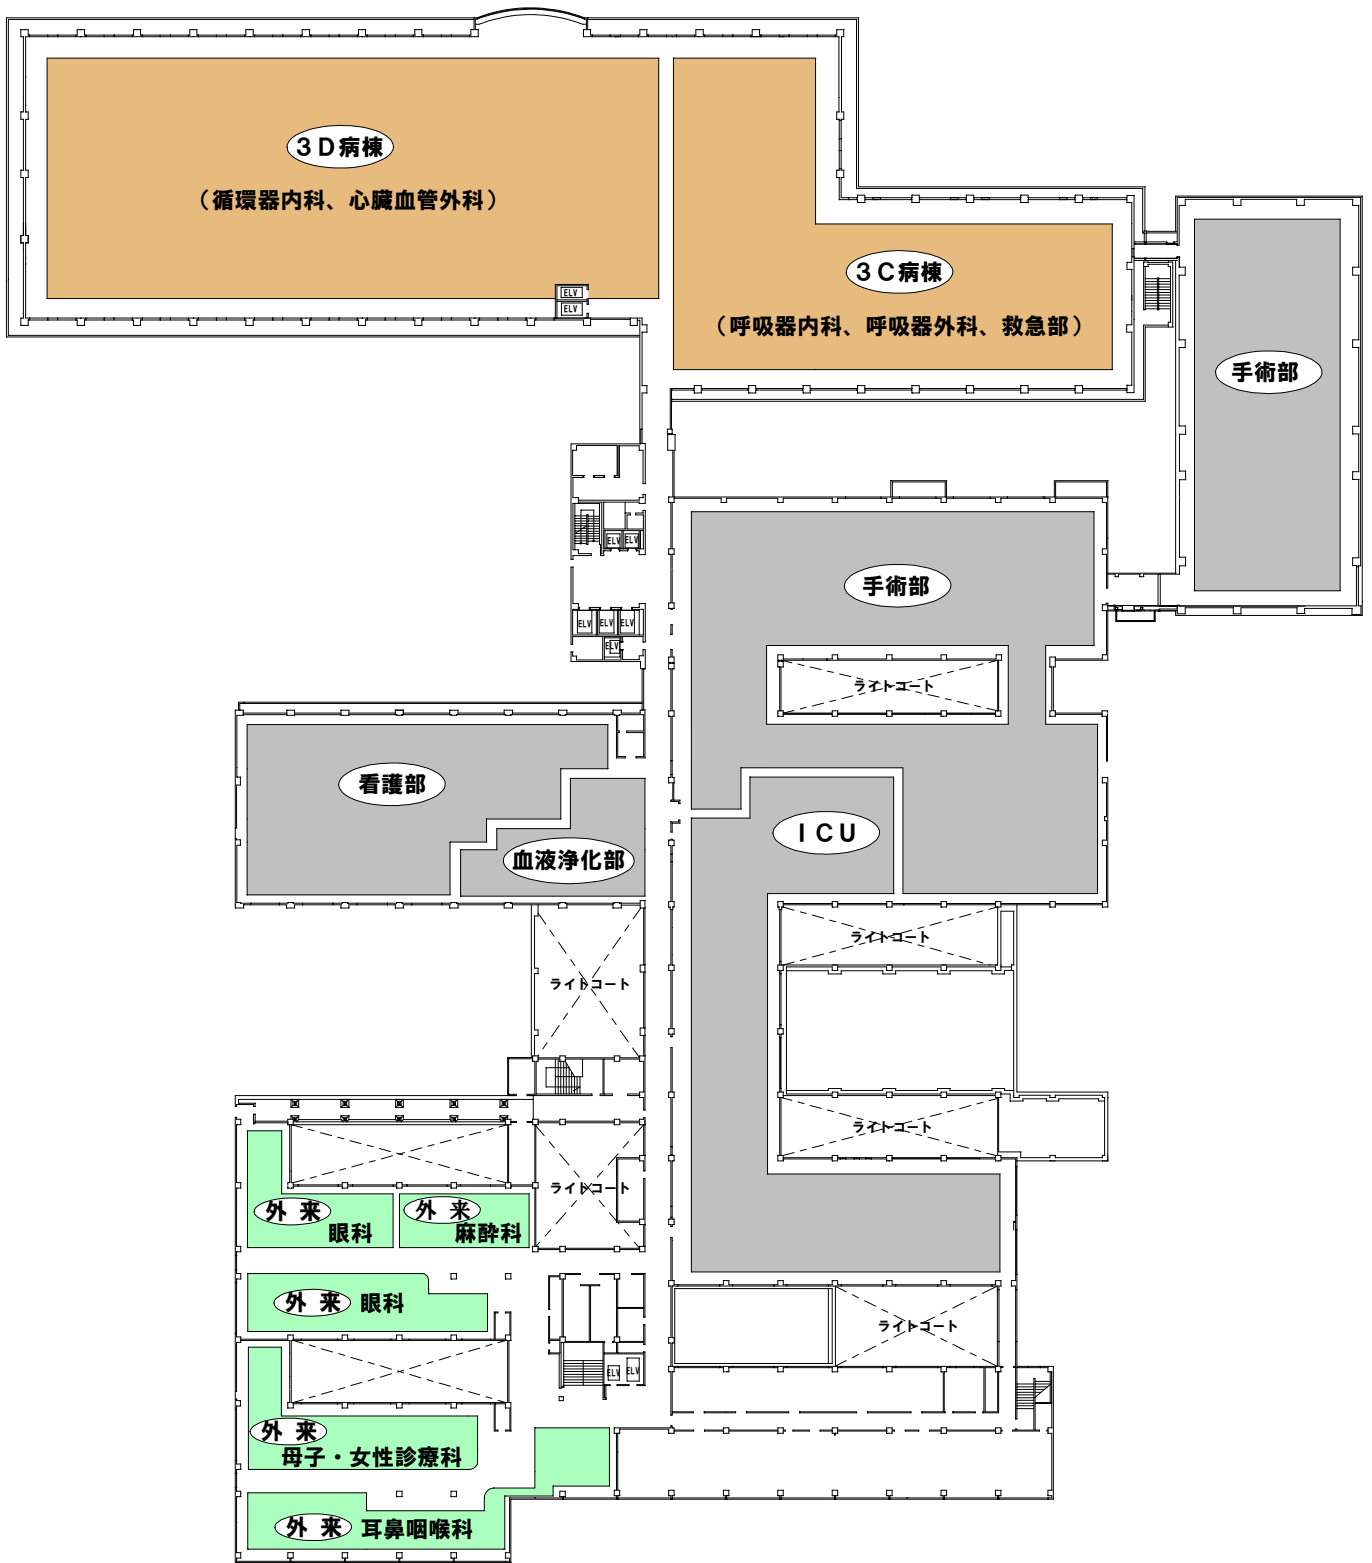 ３Ｄ病棟
（循環器内科、心臓血管外科）
３Ｃ病棟
（呼吸器内科、呼吸器外科、救急部）
ELV
ELV
手術部
ELV
ELV
手術部
ELV
ELV
ELV
ELV
ライトコート
看護部
血液浄化部
ＩＣＵ
ライトコート
ライトコート
ライトコート
ライトコート
外 来
眼科
外 来
麻酔科
外 来 眼科
ライトコート
ELV
ELV
外 来
母子・女性診療科
外 来 耳鼻咽喉科